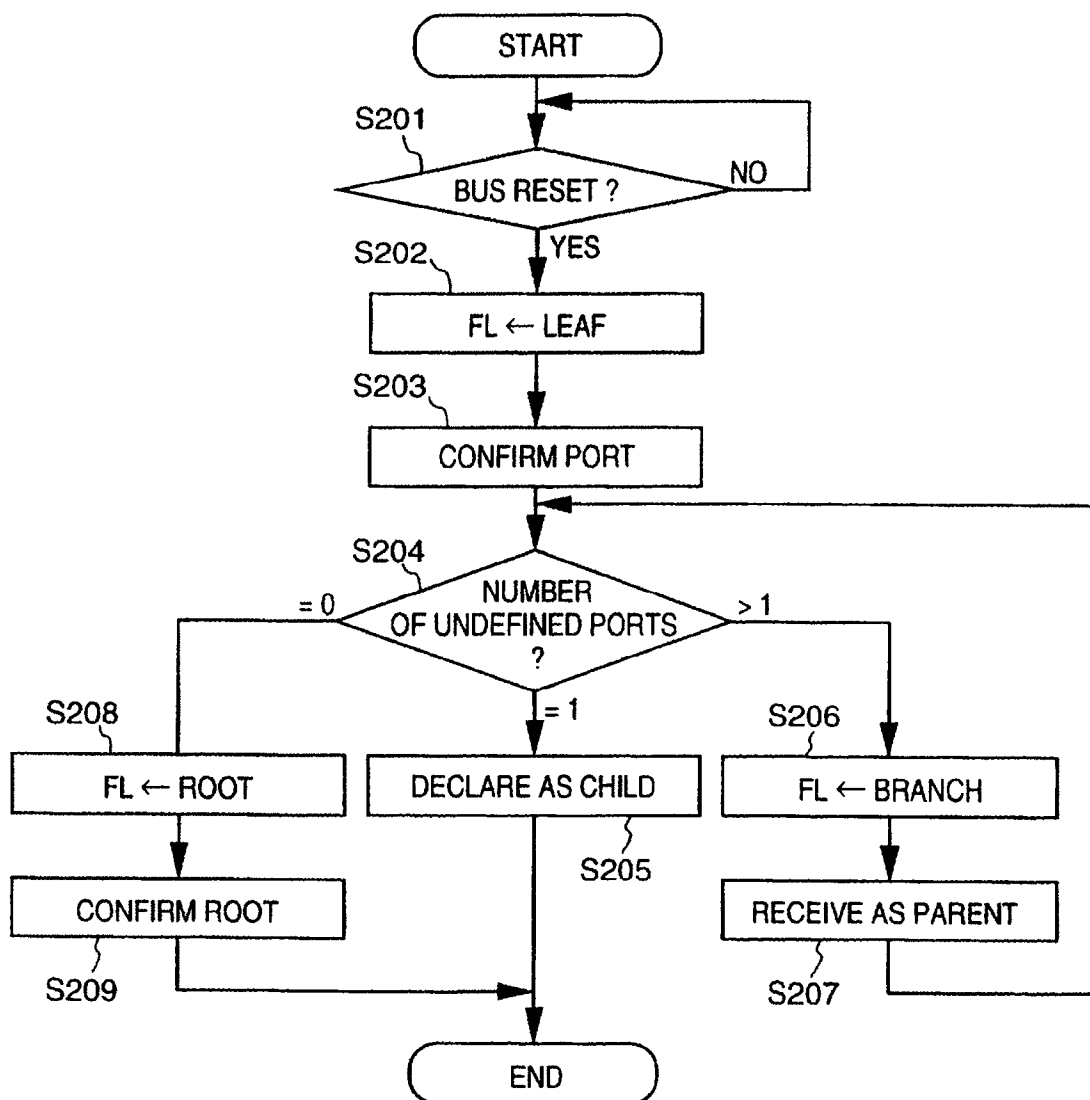 START
S201
BUS RESET ?
NO
YES
S202
FL ← LEAF
S203
CONFIRM PORT
S204
NUMBER
OF UNDEFINED PORTS
?
= 0
> 1
= 1
S208
FL ← ROOT
DECLARE AS CHILD
S205
S206
FL ← BRANCH
CONFIRM ROOT
S209
RECEIVE AS PARENT
S207
END